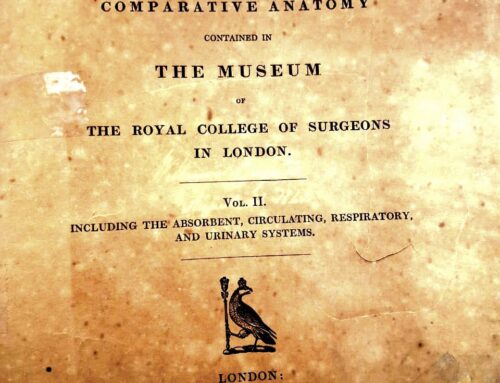 COMPARATIVE ANATOMY
CONTAINED IN
THE MUSEUM
OF
THE ROYAL COLLEGE OF SURGEONS
IN LONDON.
VOL. II.
INCLUDING THE ABSORBENT, CIRCULATING, RESPIRATORY,
AND URINARY SYSTEMS.
LONDON: